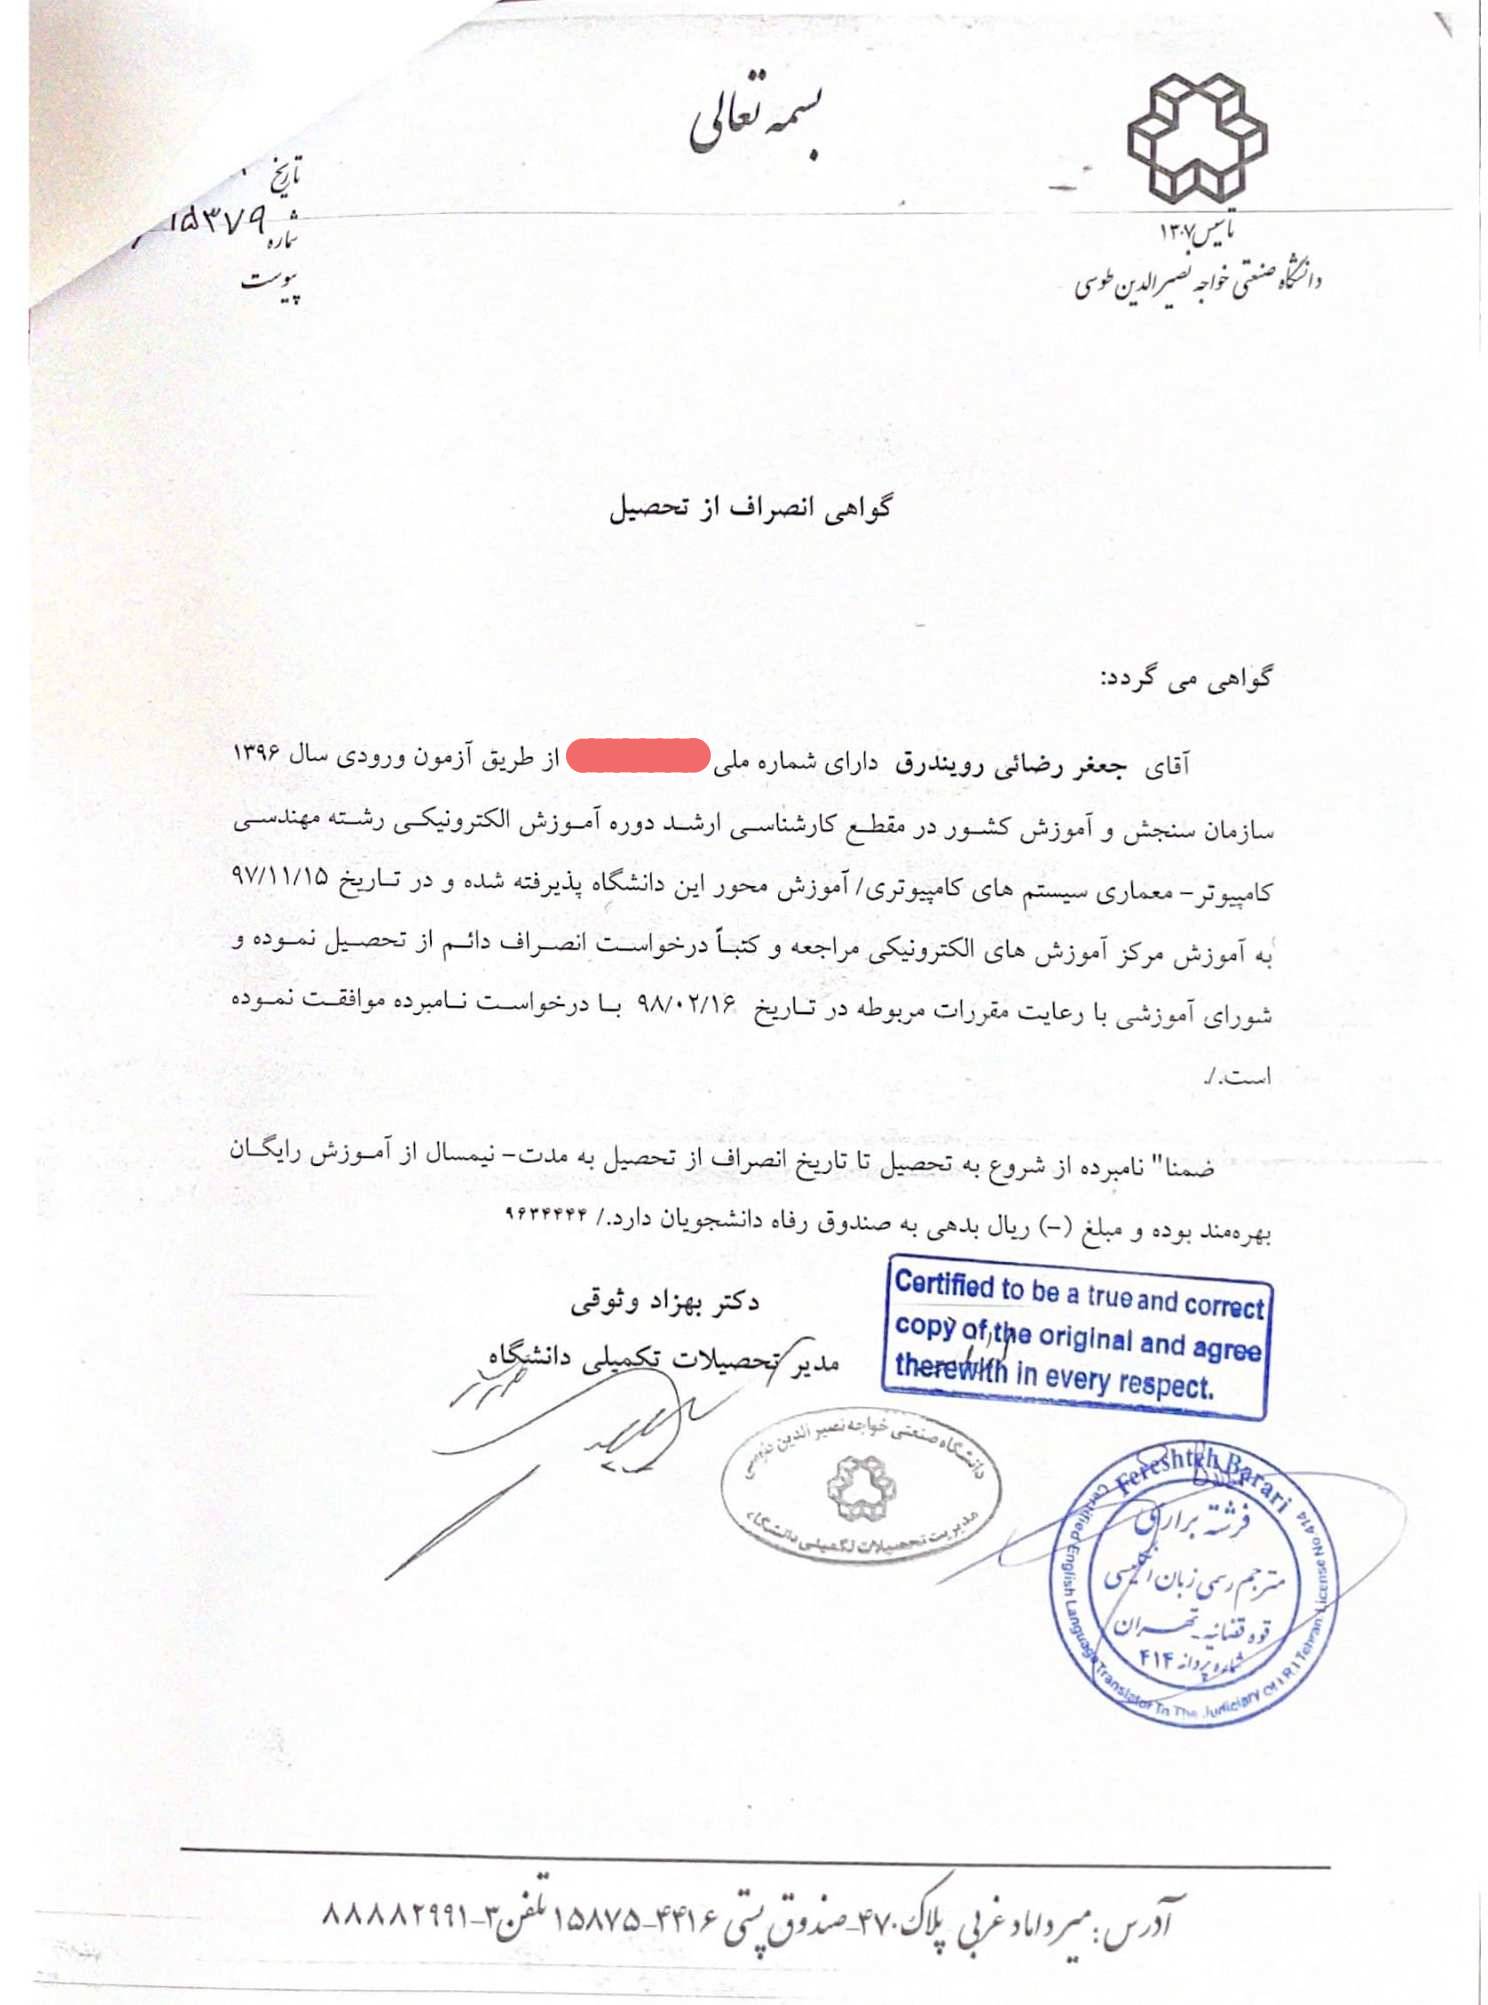 بسمه تعالی
تاسیس ۱۳۰۷
دانشگاه صنعتی خواجه نصیرالدین طوسی
تاریخ
شماره ۱۵۳۷۹
پیوست
گواهی انصراف از تحصیل
گواهی می گردد:
آقای جعفر رضائی رویندرق دارای شماره ملی از طریق آزمون ورودی سال ۱۳۹۶
سازمان سنجش و آموزش کشور در مقطع کارشناسی ارشد دوره آموزش الکترونیکی رشته مهندسی
کامپیوتر- معماری سیستم های کامپیوتری/ آموزش محور این دانشگاه پذیرفته شده و در تاریخ ۹۷/۱۱/۱۵
به آموزش مرکز آموزش های الکترونیکی مراجعه و کتباً درخواست انصراف دائم از تحصیل نموده و
شورای آموزشی با رعایت مقررات مربوطه در تاریخ ۹۸/۰۲/۱۶ با درخواست نامبرده موافقت نموده
است./.
ضمنا" نامبرده از شروع به تحصیل تا تاریخ انصراف از تحصیل به مدت- نیمسال از آموزش رایگان
بهره‌مند بوده و مبلغ (-) ریال بدهی به صندوق رفاه دانشجویان دارد./ ۹۶۳۴۴۴۴
دکتر بهزاد وثوقی
مدیر تحصیلات تکمیلی دانشگاه
Certified to be a true and correct
copy of the original and agree
therewith in every respect.
دانشگاه صنعتی خواجه نصیر الدین طوسی
مدیریت تحصیلات تکمیلی دانشگاه
Fereshteh Barari
Certified English Language Translator To The Judiciary Of I.R.I Tehran License No 414
فرشته براری
مترجم رسمی زبان انگلیسی
قوه قضائیه - تهران
شماره پروانه ۴۱۴
آدرس: میرداماد غربی پلاک ۴۷۰- صندوق پستی ۴۴۱۶-۱۵۸۷۵ تلفن ۳-۸۸۸۸۲۹۹۱